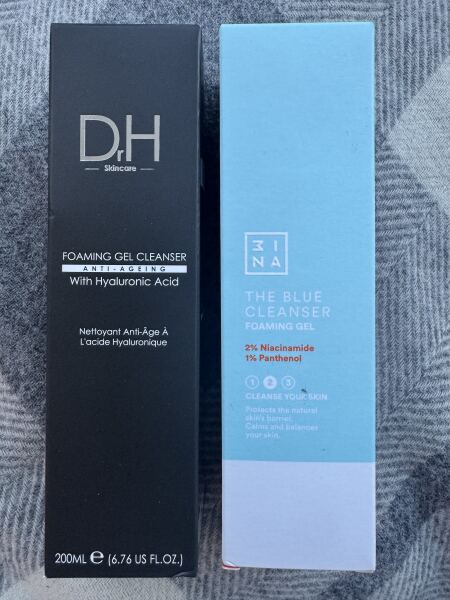 DrH
Skincare
FOAMING GEL CLEANSER
ANTI-AGEING
With Hyaluronic Acid
Nettoyant Anti-Âge À
L'acide Hyaluronique
200ML e (6.76 US FL.OZ.)
3INA
THE BLUE
CLEANSER
FOAMING GEL
2% Niacinamide
1% Panthenol
1 2 3
CLEANSE YOUR SKIN
Protects the natural
skin's barrier.
Calms and balances
your skin.